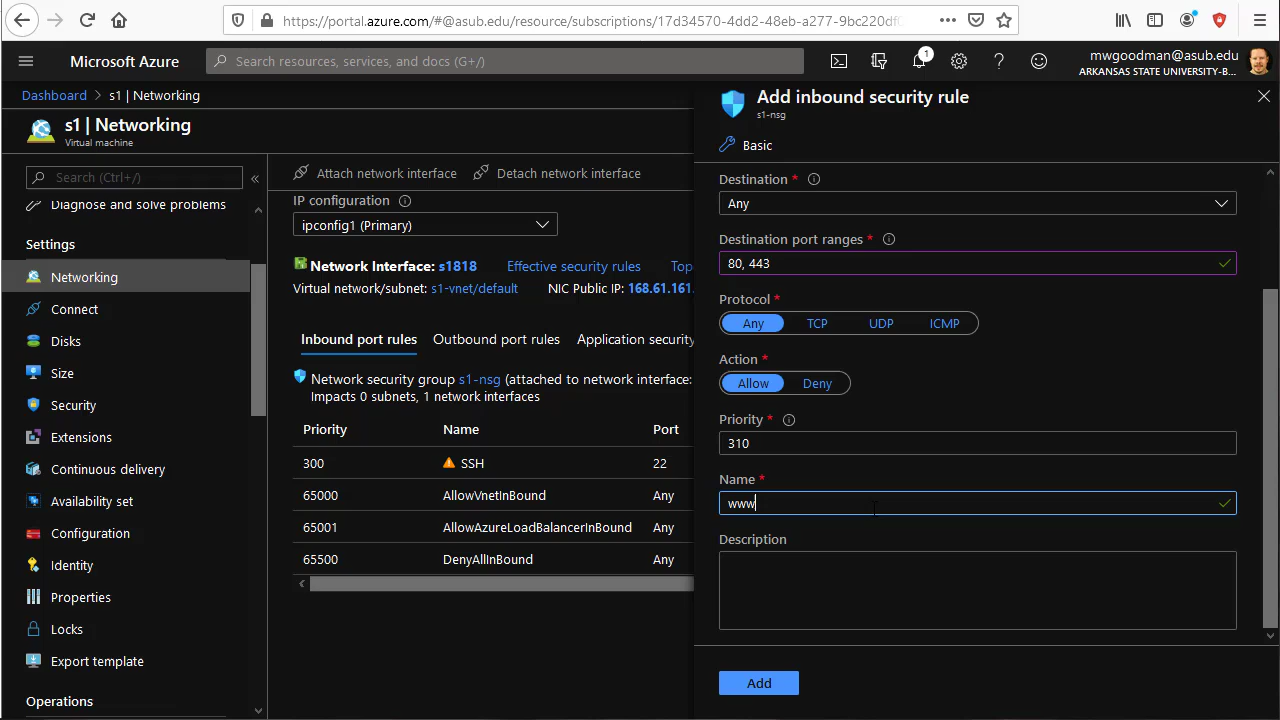 https://portal.azure.com/#@asub.edu/resource/subscriptions/17d34570-4dd2-48eb-a277-9bc220df
Microsoft Azure
Search resources, services, and docs (G+/)
1
mwgoodman@asub.edu
ARKANSAS STATE UNIVERSITY-B...
Dashboard > s1 | Networking
s1 | Networking
Virtual machine
Search (Ctrl+/)
Diagnose and solve problems
Settings
Networking
Connect
Disks
Size
Security
Extensions
Continuous delivery
Availability set
Configuration
Identity
Properties
Locks
Export template
Operations
Attach network interface
Detach network interface
IP configuration
ipconfig1 (Primary)
Network Interface: s1818
Effective security rules
Top
Virtual network/subnet: s1-vnet/default
NIC Public IP: 168.61.161.
Inbound port rules
Outbound port rules
Application security
Network security group s1-nsg (attached to network interface:
Impacts 0 subnets, 1 network interfaces
Priority Name Port
300 SSH 22
65000 AllowVnetInBound Any
65001 AllowAzureLoadBalancerInBound Any
65500 DenyAllInBound Any
Add inbound security rule
s1-nsg
Basic
Destination *
Any
Destination port ranges *
80, 443
Protocol *
Any TCP UDP ICMP
Action *
Allow Deny
Priority *
310
Name *
www
Description
Add